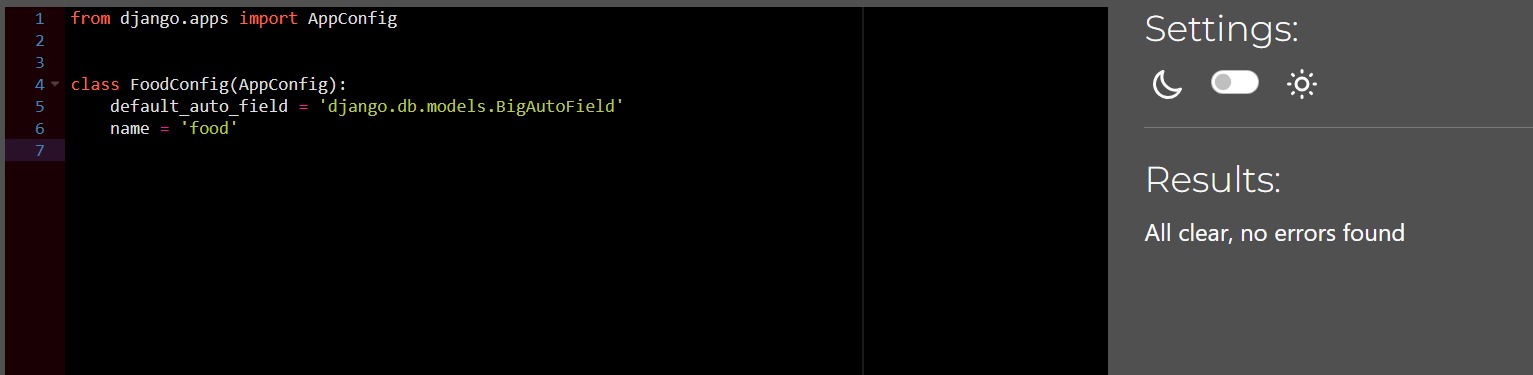 1 from django.apps import AppConfig
2
3
4 class FoodConfig(AppConfig):
5     default_auto_field = 'django.db.models.BigAutoField'
6     name = 'food'
7
Settings:
Results:
All clear, no errors found